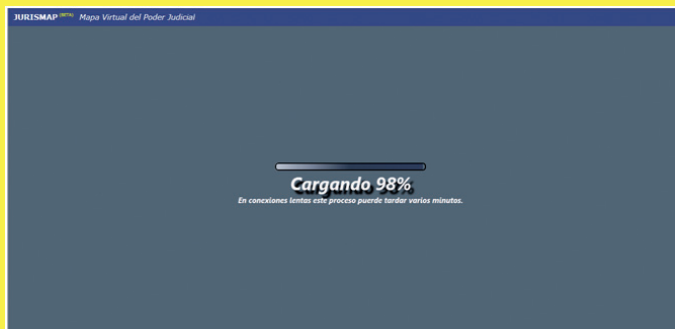 JURISMAP (BETA) Mapa Virtual del Poder Judicial
Cargando 98%
En conexiones lentas este proceso puerde tardar varios minutos.